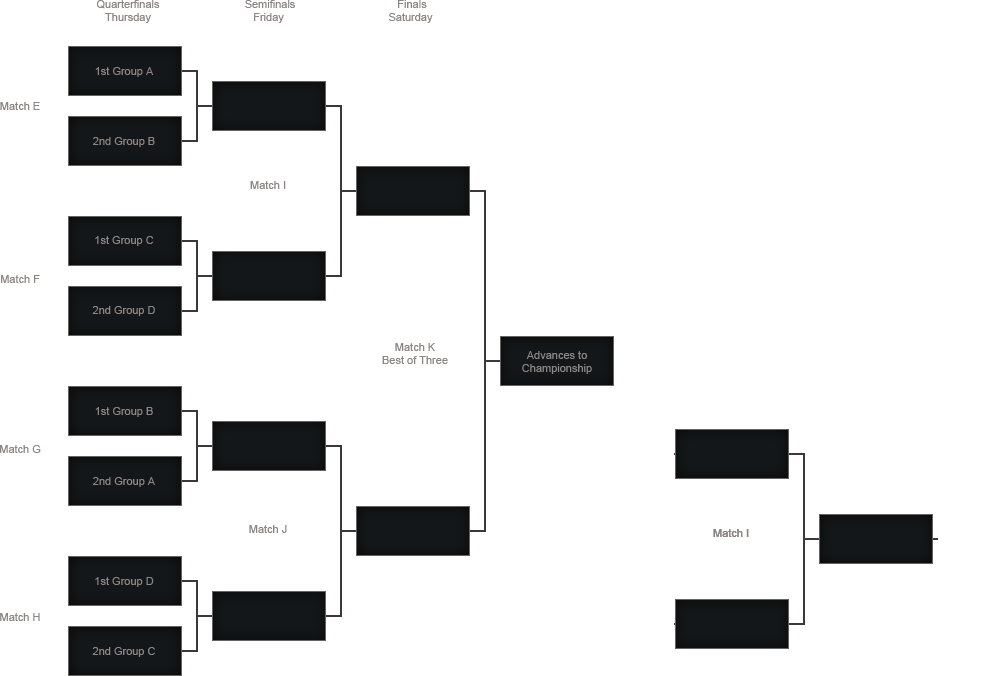 Quarterfinals
Thursday
Semifinals
Friday
Finals
Saturday
1st Group A
Match E
2nd Group B
Match I
1st Group C
Match F
2nd Group D
Match K
Best of Three
Advances to
Championship
1st Group B
Match G
2nd Group A
Match J
Match I
1st Group D
Match H
2nd Group C